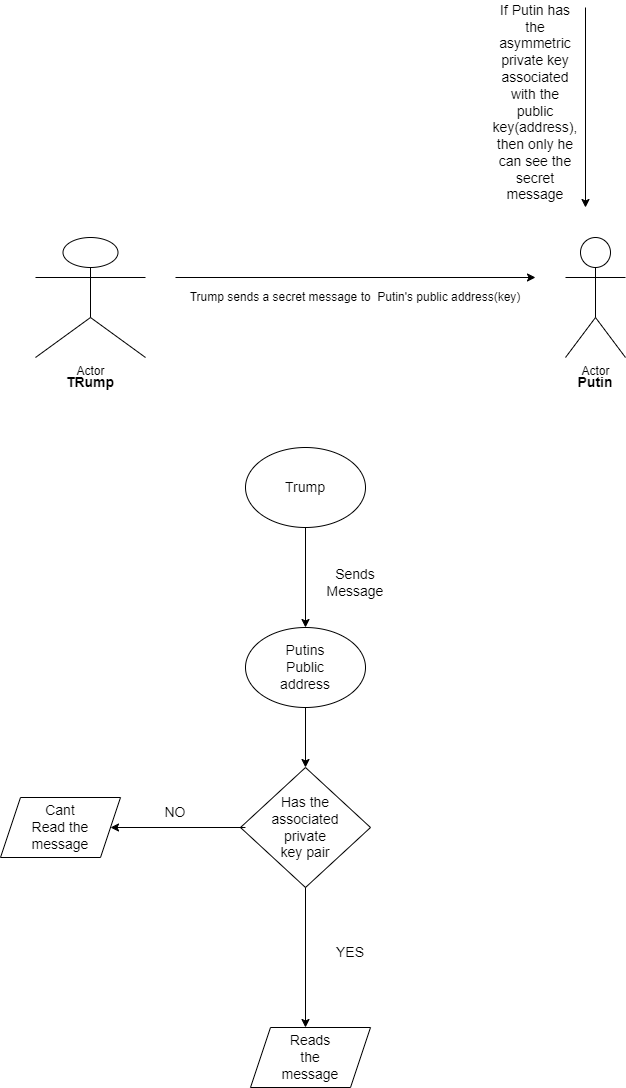 If Putin has
the
asymmetric
private key
associated
with the
public
key(address),
then only he
can see the
secret
message
Trump sends a secret message to  Putin's public address(key)
Actor
TRump
Actor
Putin
Trump
Sends
Message
Putins
Public
address
Has the
associated
private
key pair
NO
Cant
Read the
message
YES
Reads
the
message